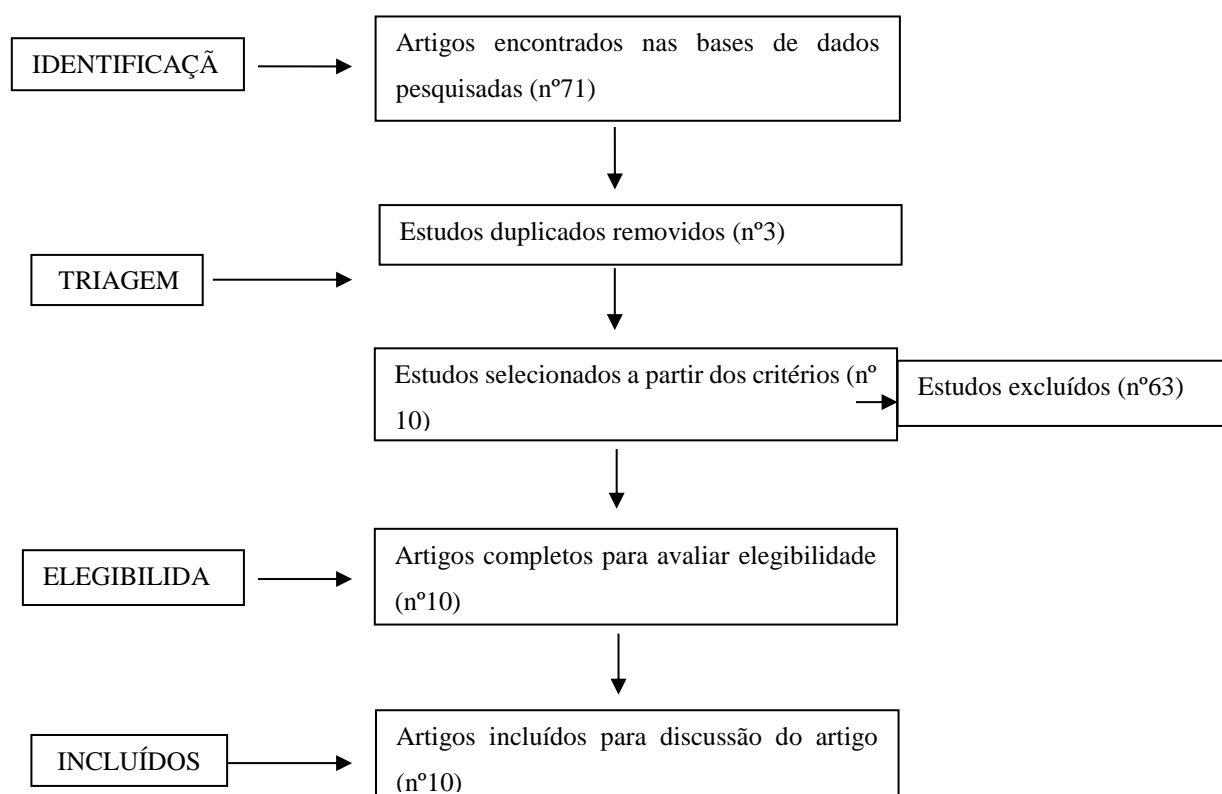 IDENTIFICAÇÃ
Artigos encontrados nas bases de dados
pesquisadas (nº71)
Estudos duplicados removidos (nº3)
TRIAGEM
Estudos selecionados a partir dos critérios (nº
10)
Estudos excluídos (nº63)
ELEGIBILIDA
Artigos completos para avaliar elegibilidade
(nº10)
INCLUÍDOS
Artigos incluídos para discussão do artigo
(nº10)